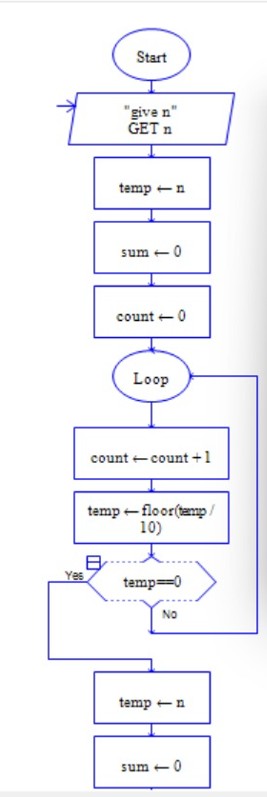 Start
"give n"
GET n
temp ← n
sum ← 0
count ← 0
Loop
count ← count + 1
temp ← floor(temp /
10)
temp==0
Yes
No
temp ← n
sum ← 0